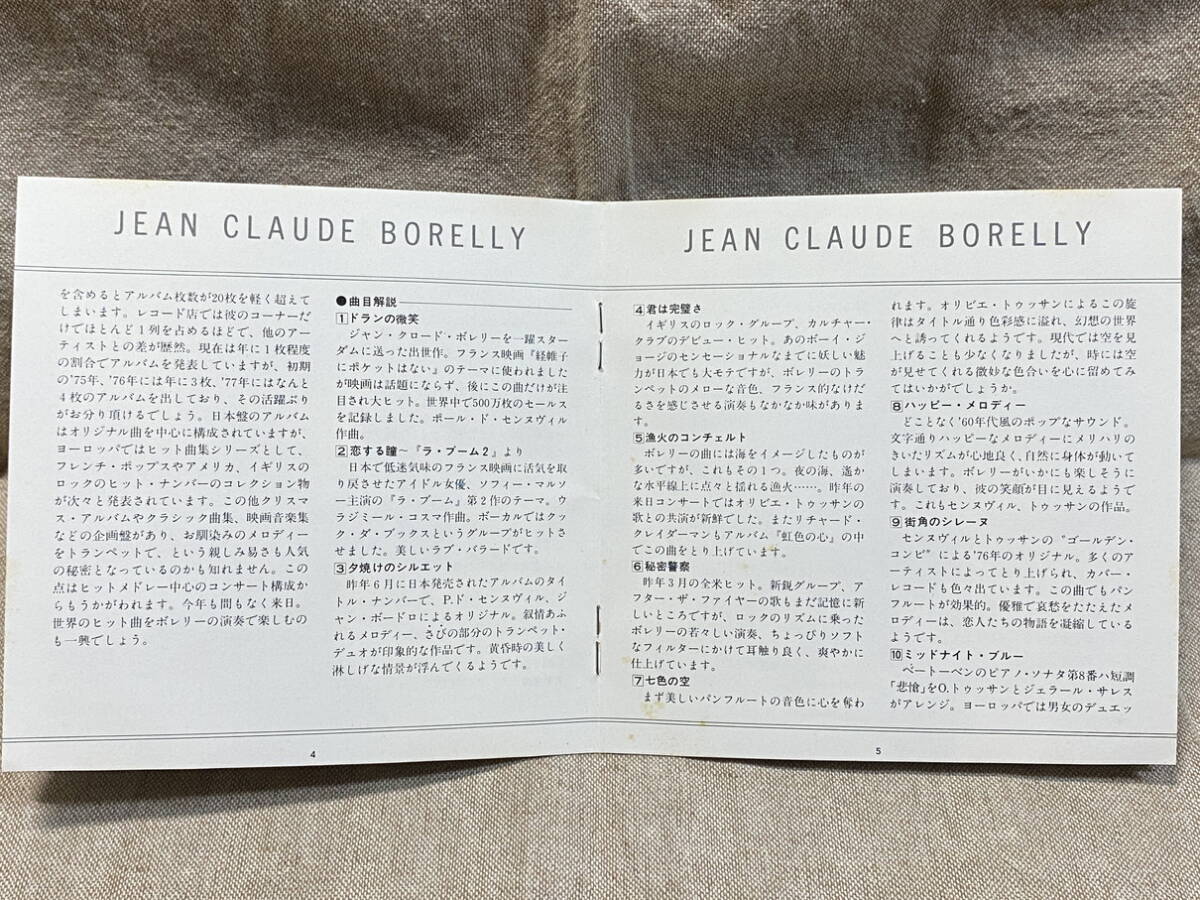 JEAN CLAUDE BORELLY
を含めるとアルバム枚数が20枚を軽く超えて
しまいます。レコード店では彼のコーナーだ
けでほとんど1列を占めるほどで、他のアー
ティストとの差が歴然。現在は年に1枚程度
の割合でアルバムを発表していますが、初期
の'75年、'76年には年に3枚、'77年にはなんと
4枚のアルバムを出しており、その活躍ぶり
がお分り頂けるでしょう。日本盤のアルバム
はオリジナル曲を中心に構成されていますが、
ヨーロッパではヒット曲集シリーズとして、
フレンチ・ポップスやアメリカ、イギリスの
ロックのヒット・ナンバーのコレクション物
が次々と発表されています。この他クリスマ
ス・アルバムやクラシック曲集、映画音楽集
などの企画盤があり、お馴染みのメロディー
をトランペットで、という親しみ易さも人気
の秘密となっているのかも知れません。この
点はヒットメドレー中心のコンサート構成か
らもうかがわれます。今年も間もなく来日。
世界のヒット曲をボレリーの演奏で楽しむの
も一興でしょう。
●曲目解説
1ドランの微笑
ジャン・クロード・ボレリーを一躍スター
ダムに送った出世作。フランス映画『経帷子
にポケットはない』のテーマに使われました
が映画は話題にならず、後にこの曲だけが注
目され大ヒット。世界中で500万枚のセールス
を記録しました。ポール・ド・センヌヴィル
作曲。
2恋する瞳〜『ラ・ブーム2』より
日本で低迷気味のフランス映画に活気を取
り戻させたアイドル女優、ソフィー・マルソ
ー主演の『ラ・ブーム』第2作のテーマ。ウ
ラジミール・コスマ作曲。ボーカルではクッ
ク・ダ・ブックスというグループがヒットさ
せました。美しいラブ・バラードです。
3夕焼けのシルエット
昨年6月に日本発売されたアルバムのタイ
トル・ナンバーで、P.ド・センヌヴィル、ジ
ャン・ボードロによるオリジナル。叙情あふ
れるメロディー、さびの部分のトランペット・
デュオが印象的な作品です。黄昏時の美しく
淋しげな情景が浮んでくるようです。
4
JEAN CLAUDE BORELLY
4君は完璧さ
イギリスのロック・グループ、カルチャー・
クラブのデビュー・ヒット。あのボーイ・ジ
ョージのセンセーショナルなまでに妖しい魅
力が日本でも大モテですが、ボレリーのトラ
ンペットのメローな音色、フランス的なけだ
るさを感じさせる演奏もなかなか味がありま
す。
5漁火のコンチェルト
ボレリーの曲には海をイメージしたものが
多いですが、これもその1つ。夜の海、遙か
な水平線上に点々と揺れる漁火……。昨年の
来日コンサートではオリビエ・トゥッサンの
歌との共演が新鮮でした。またリチャード・
クレイダーマンもアルバム『虹色の心』の中
でこの曲をとり上げています。
6秘密警察
昨年3月の全米ヒット。新鋭グループ、ア
フター・ザ・ファイヤーの歌もまだ記憶に新
しいところですが、ロックのリズムに乗った
ボレリーの若々しい演奏、ちょっぴりソフト
なフィルターにかけて耳触り良く、爽やかに
仕上げています。
7七色の空
まず美しいパンフルートの音色に心を奪わ
れます。オリビエ・トゥッサンによるこの旋
律はタイトル通り色彩感に溢れ、幻想の世界
へと誘ってくれるようです。現代では空を見
上げることも少なくなりましたが、時には空
が見せてくれる微妙な色合いを心に留めてみ
てはいかがでしょうか。
8ハッピー・メロディー
どことなく'60年代風のポップなサウンド。
文字通りハッピーなメロディーにメリハリの
きいたリズムが心地良く、自然に身体が動いて
しまいます。ボレリーがいかにも楽しそうに
演奏しており、彼の笑顔が目に見えるようで
す。これもセンヌヴィル、トゥッサンの作品。
9街角のシレーヌ
センヌヴィルとトゥッサンの"ゴールデン・
コンビ"による'76年のオリジナル。多くのア
ーティストによってとり上げられ、カバー・
レコードも色々出ています。この曲でもパン
フルートが効果的。優雅で哀愁をたたえたメ
ロディーは、恋人たちの物語を凝縮している
ようです。
10ミッドナイト・ブルー
ベートーベンのピアノ・ソナタ第8番ハ短調
「悲愴」をO.トゥッサンとジェラール・サレス
がアレンジ。ヨーロッパでは男女のデュエッ
5